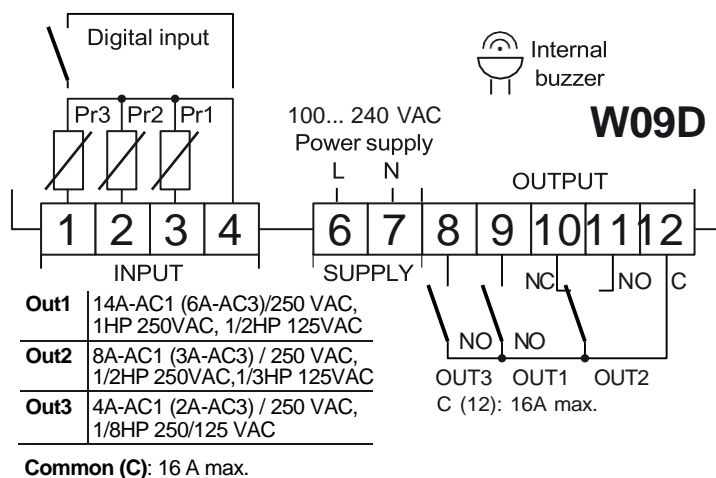 Digital input
Internal
buzzer
Pr3 Pr2 Pr1
100... 240 VAC
W09D
Power supply
L N
OUTPUT
1 2 3 4 6 7 8 9 10 11 12
INPUT SUPPLY NC NO C
Out1 14A-AC1 (6A-AC3)/250 VAC,
1HP 250VAC, 1/2HP 125VAC
Out2 8A-AC1 (3A-AC3) / 250 VAC,
1/2HP 250VAC,1/3HP 125VAC
NO NO
OUT3 OUT1 OUT2
Out3 4A-AC1 (2A-AC3) / 250 VAC,
1/8HP 250/125 VAC
C (12): 16A max.
Common (C): 16 A max.